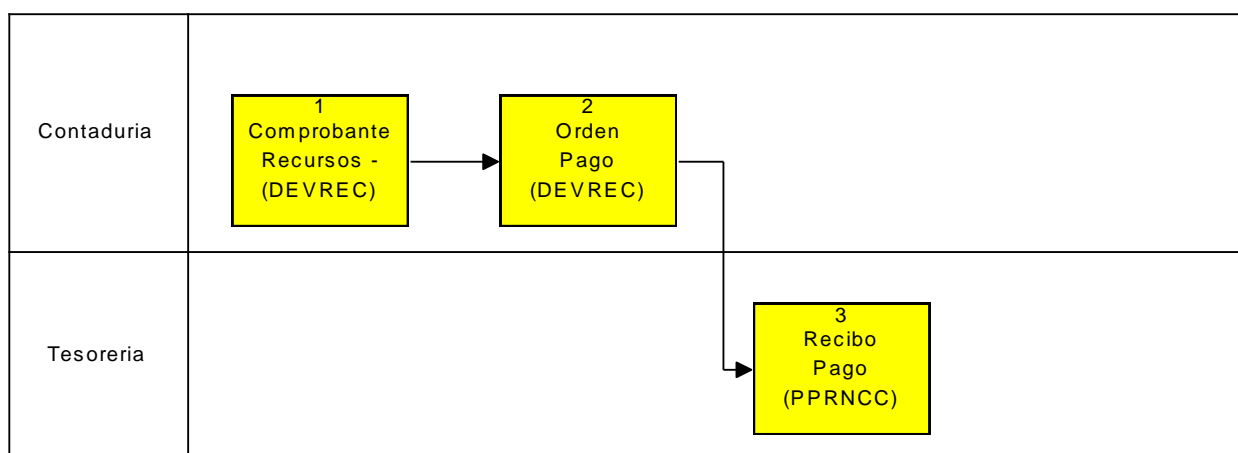 Contaduria
1
Comprobante
Recursos -
(DEVREC)
2
Orden
Pago
(DEVREC)
Tesoreria
3
Recibo
Pago
(PPRNCC)